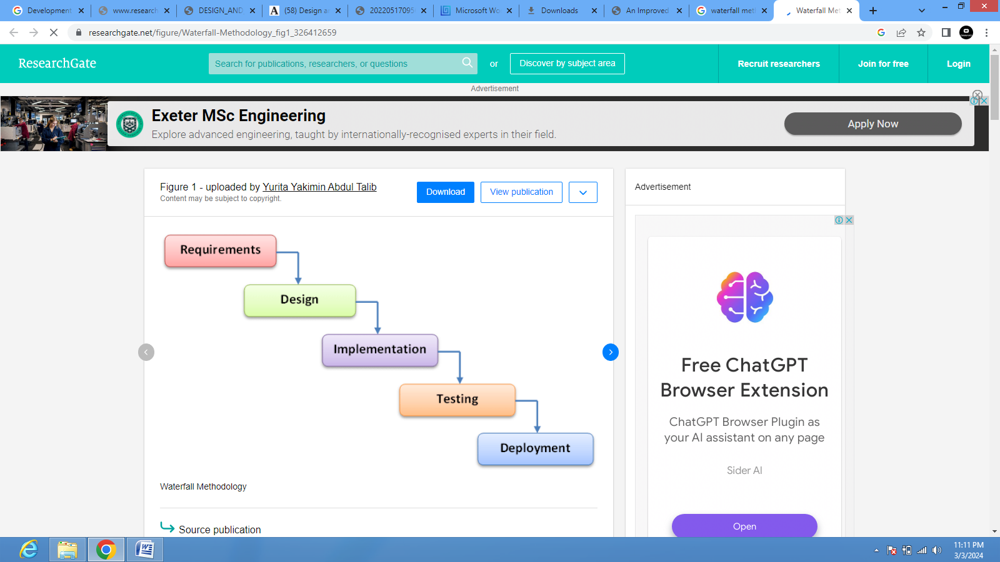 Development
www.research
DESIGN_AND
(58) Design a
20220517095
Microsoft Wo
Downloads
An Improved
waterfall met
Waterfall Met
researchgate.net/figure/Waterfall-Methodology_fig1_326412659
ResearchGate
Search for publications, researchers, or questions
or
Discover by subject area
Recruit researchers
Join for free
Login
Advertisement
Exeter MSc Engineering
Explore advanced engineering, taught by internationally-recognised experts in their field.
Apply Now
Figure 1 - uploaded by Yurita Yakimin Abdul Talib
Content may be subject to copyright.
Download
View publication
Requirements
Design
Implementation
Testing
Deployment
Waterfall Methodology
Source publication
Advertisement
Free ChatGPT
Browser Extension
ChatGPT Browser Plugin as
your AI assistant on any page
Sider AI
Open
11:11 PM
3/3/2024